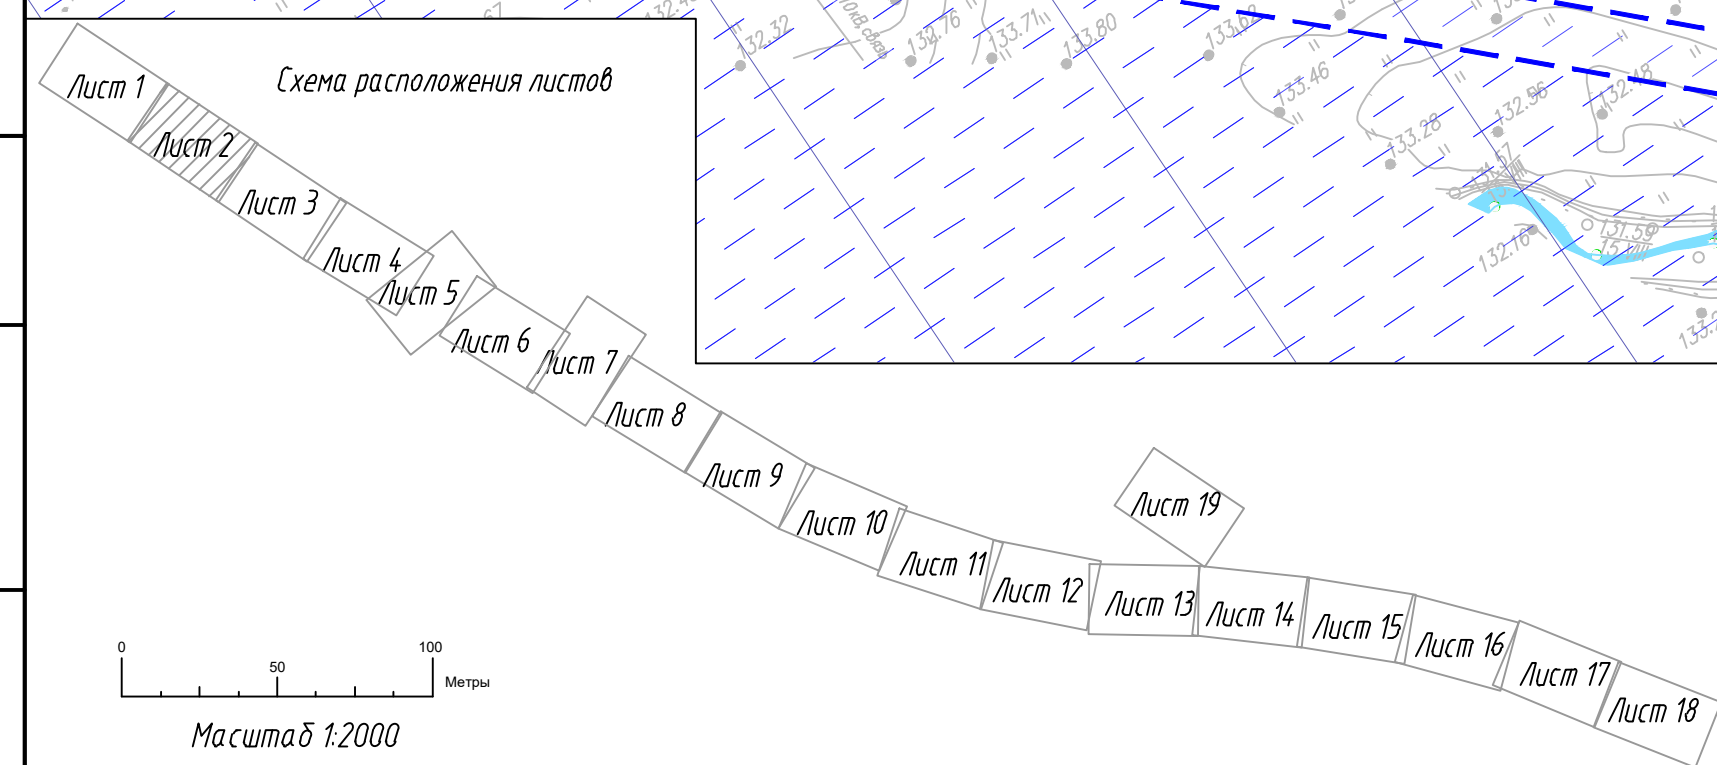 Схема расположения листов
Лист 1
Лист 2
Лист 3
Лист 4
Лист 5
Лист 6
Лист 7
Лист 8
Лист 9
Лист 10
Лист 11
Лист 12
Лист 13
Лист 14
Лист 15
Лист 16
Лист 17
Лист 18
Лист 19
132.32
132.76
133.71
133.80
133.62
133.46
133.28
132.56
132.48
131.59
132.16
0
50
100
Метры
Масштаб 1:2000